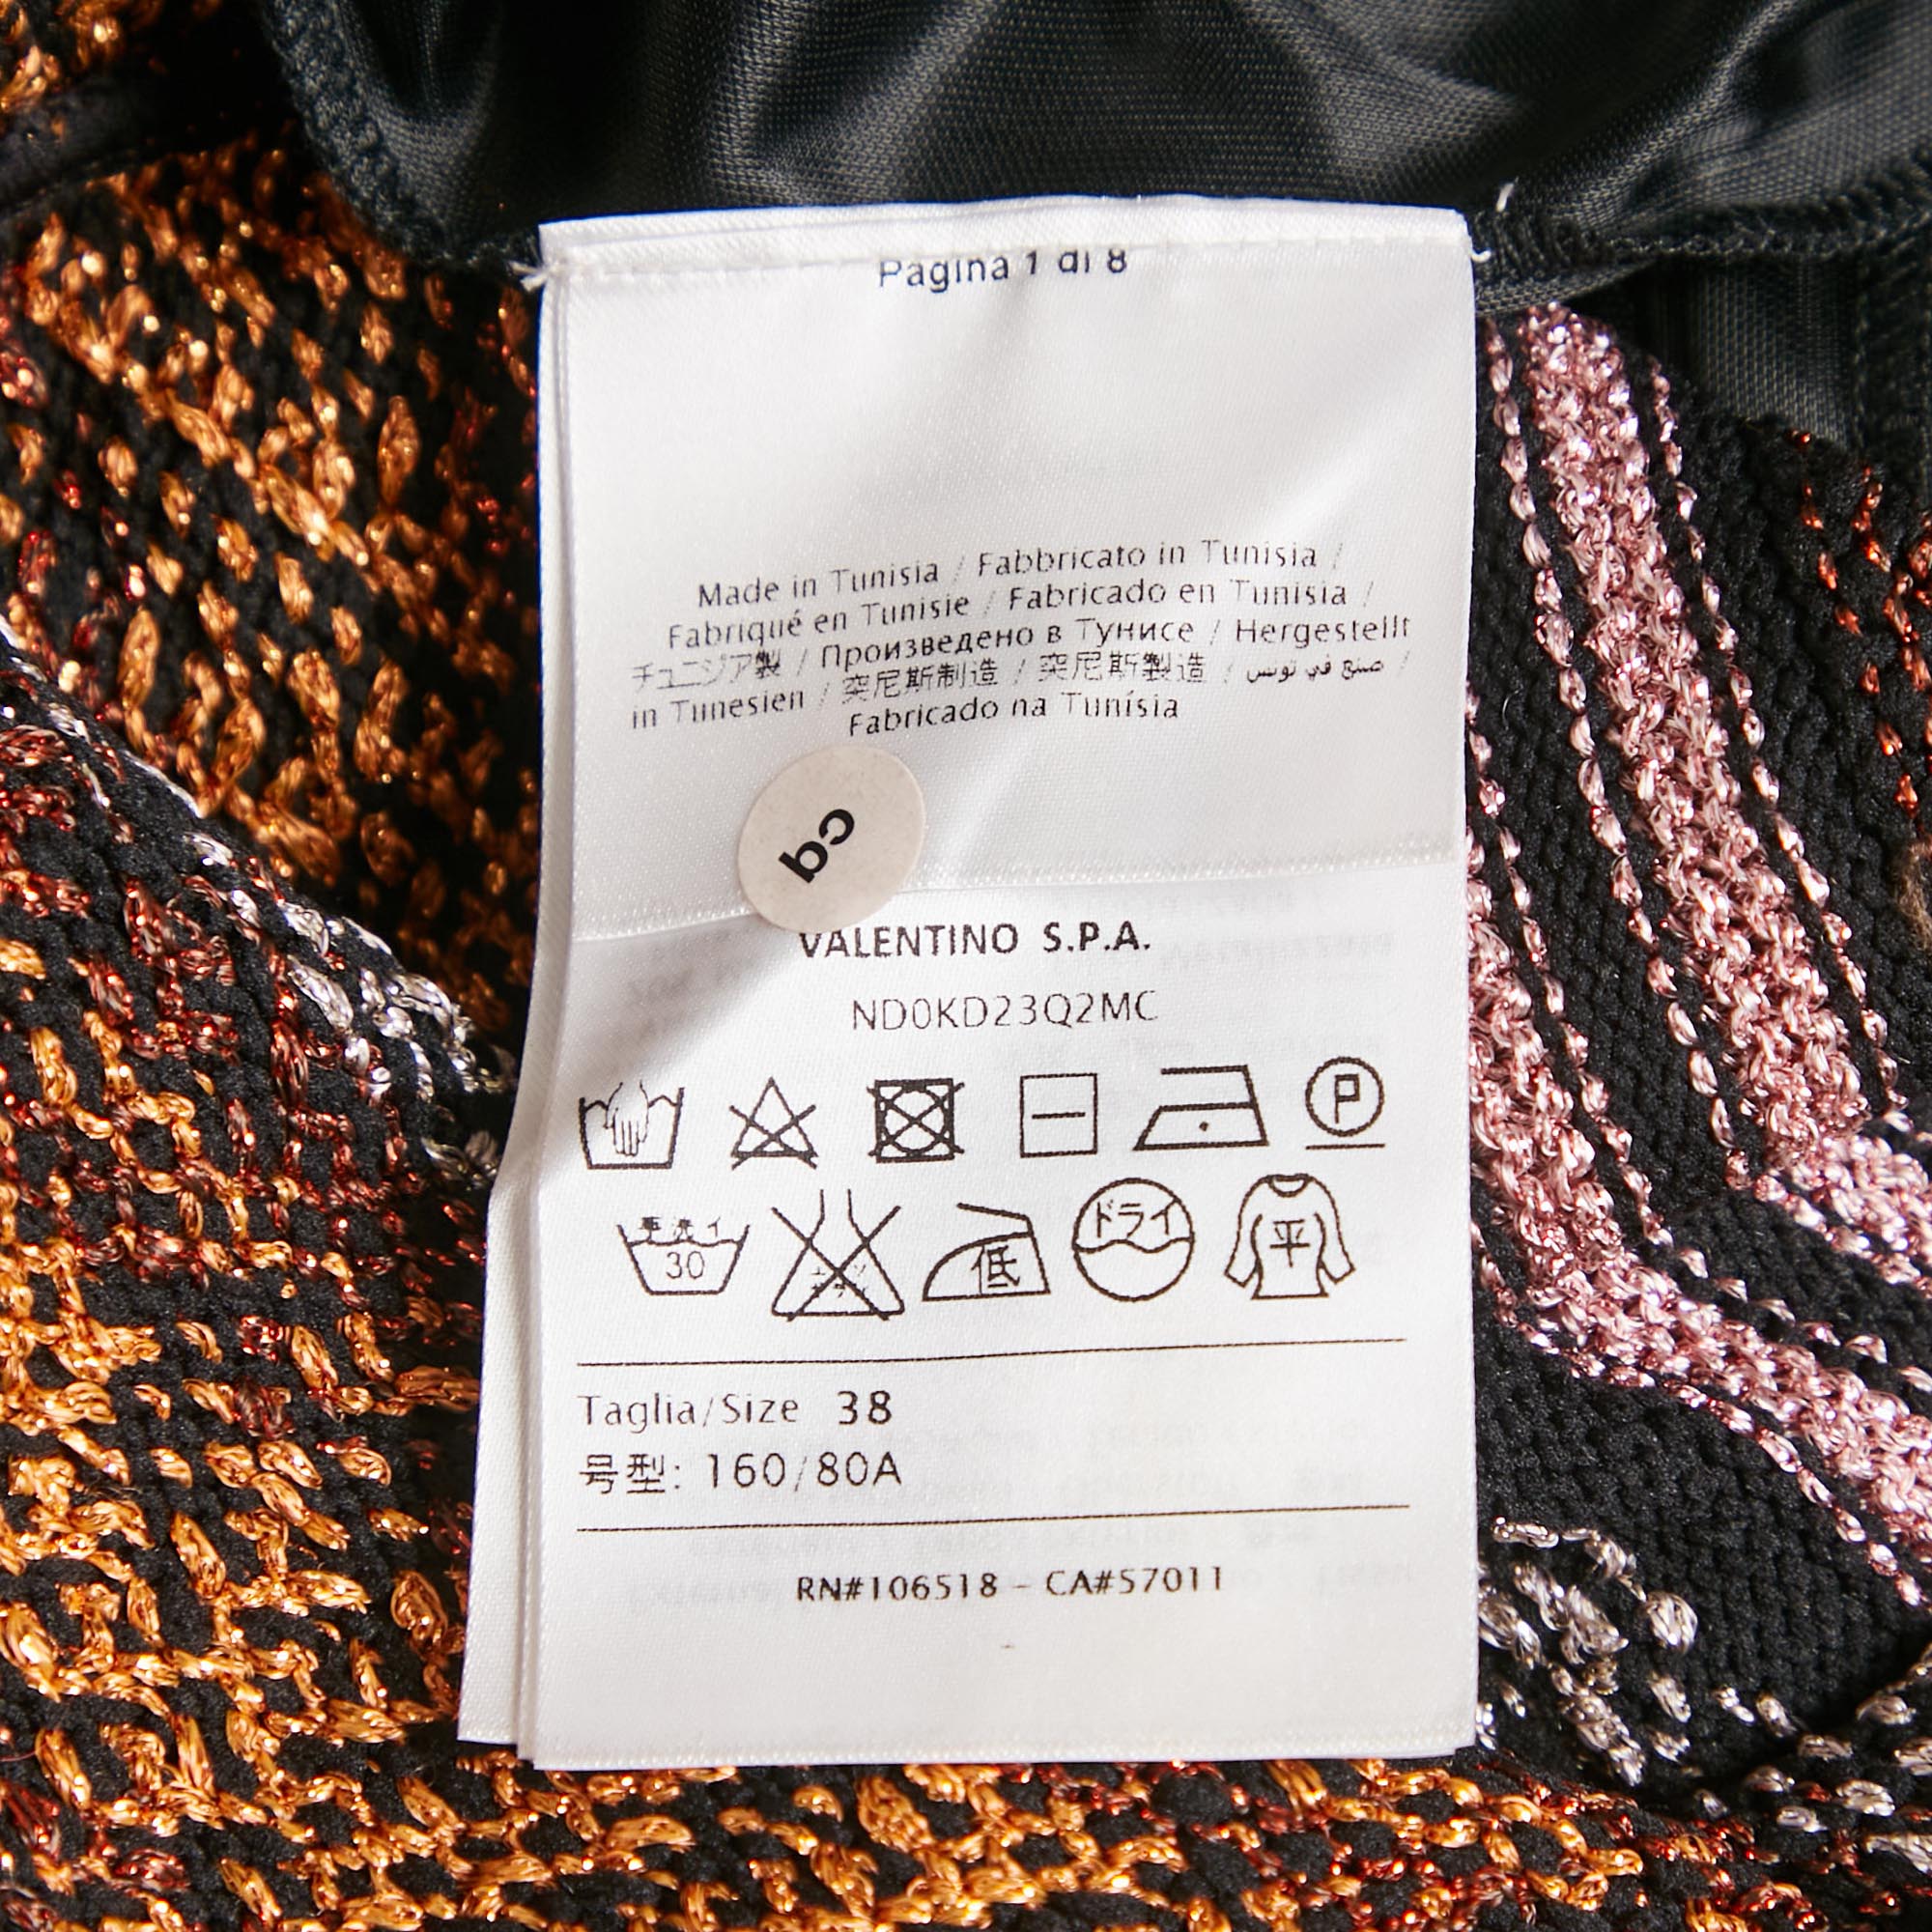 Pagina 1 di 8
Made in Tunisia / Fabbricato in Tunisia /
Fabriqué en Tunisie / Fabricado en Tunisia /
チュニジア製 / Произведено в Тунисе / Hergestellt
in Tunesien / 突尼斯制造 / 突尼斯製造 / صنع في تونس /
Fabricado na Tunísia
cq
VALENTINO S.P.A.
ND0KD23Q2MC
P
30
低
ドライ
平
Taglia/Size 38
号型: 160/80A
RN#106518 - CA#57011